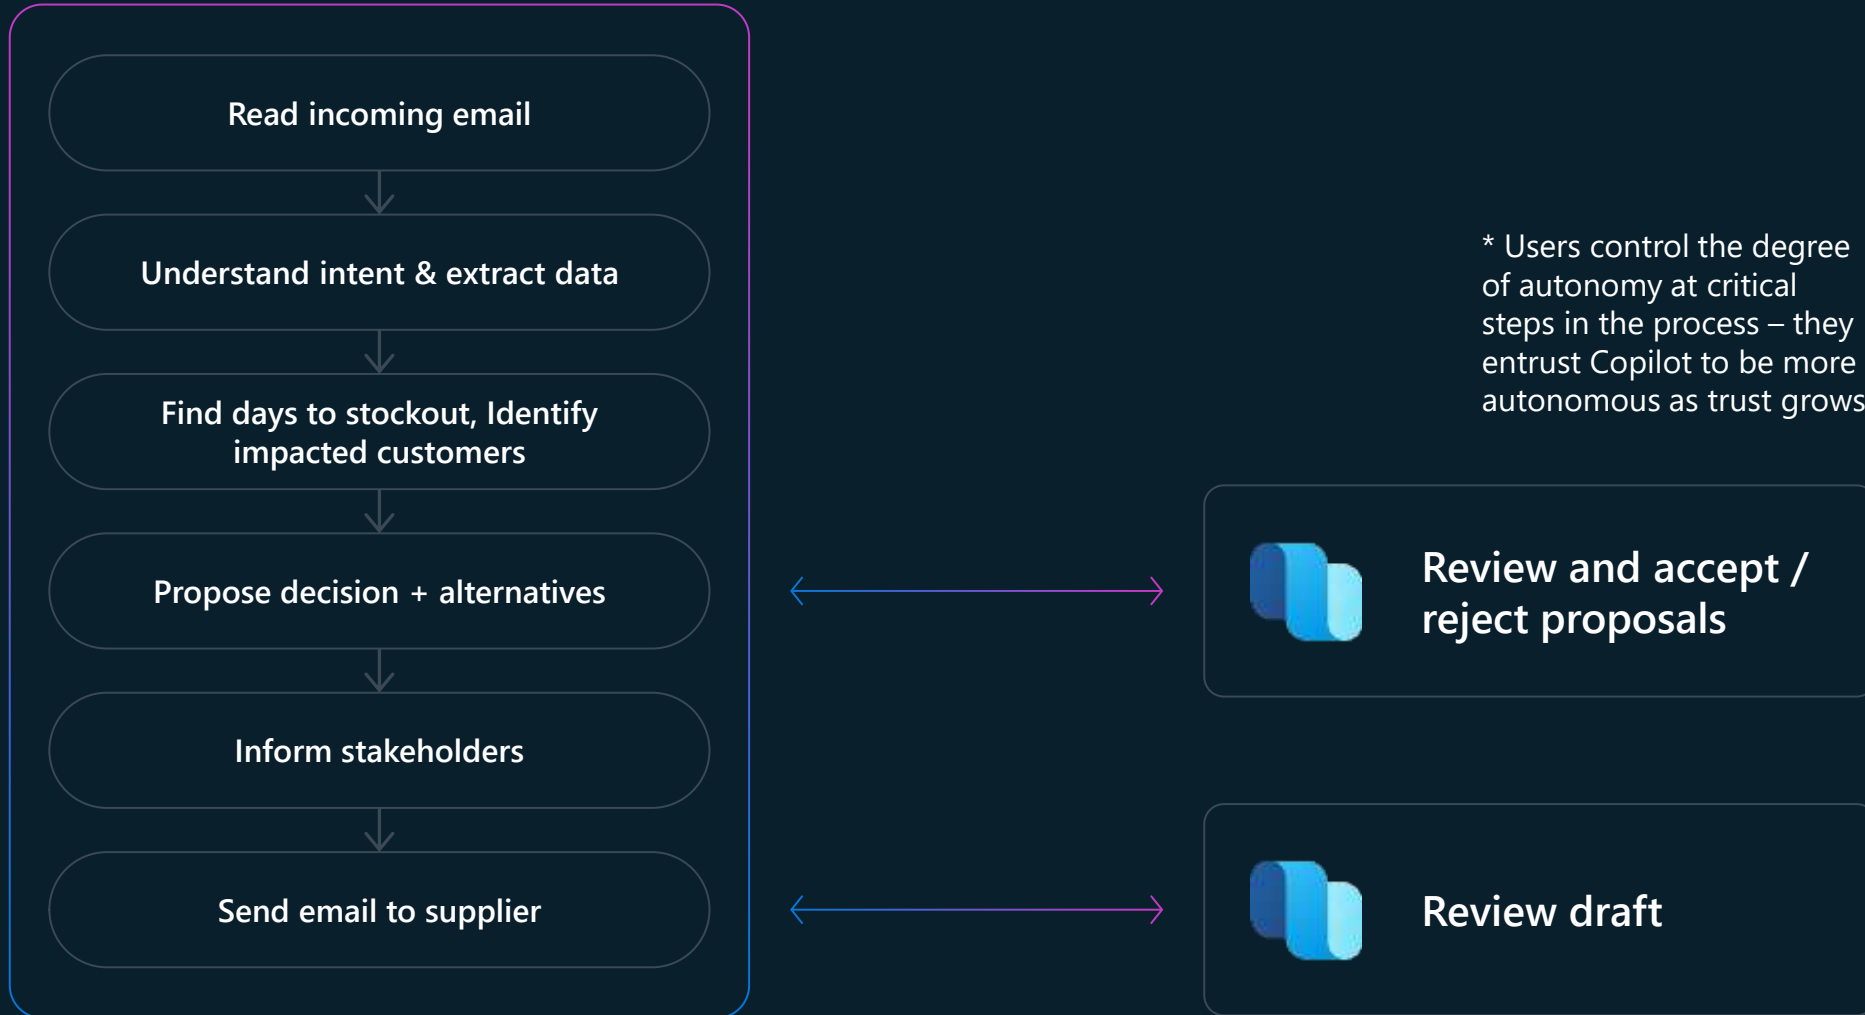 Read incoming email
Understand intent & extract data
Find days to stockout, Identify
impacted customers
Propose decision + alternatives
Inform stakeholders
Send email to supplier
* Users control the degree
of autonomy at critical
steps in the process – they
entrust Copilot to be more
autonomous as trust grows
Review and accept /
reject proposals
Review draft